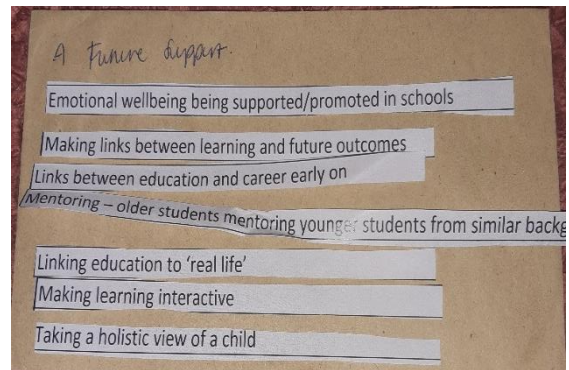 A Future Support.
Emotional wellbeing being supported/promoted in schools
Making links between learning and future outcomes
Links between education and career early on
Mentoring – older students mentoring younger students from similar backg
Linking education to 'real life'
Making learning interactive
Taking a holistic view of a child